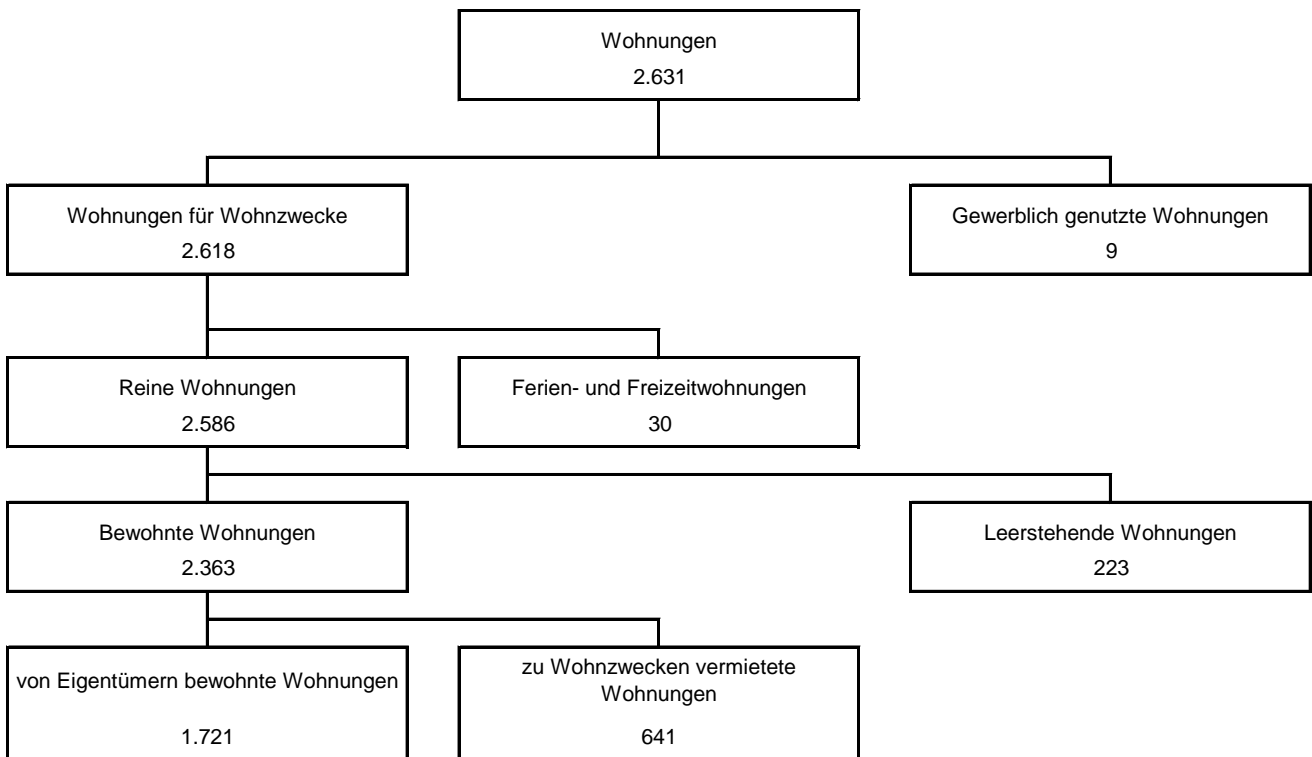 Wohnungen
2.631
Wohnungen für Wohnzwecke
2.618
Gewerblich genutzte Wohnungen
9
Reine Wohnungen
2.586
Ferien- und Freizeitwohnungen
30
Bewohnte Wohnungen
2.363
Leerstehende Wohnungen
223
von Eigentümern bewohnte Wohnungen
1.721
zu Wohnzwecken vermietete
Wohnungen
641